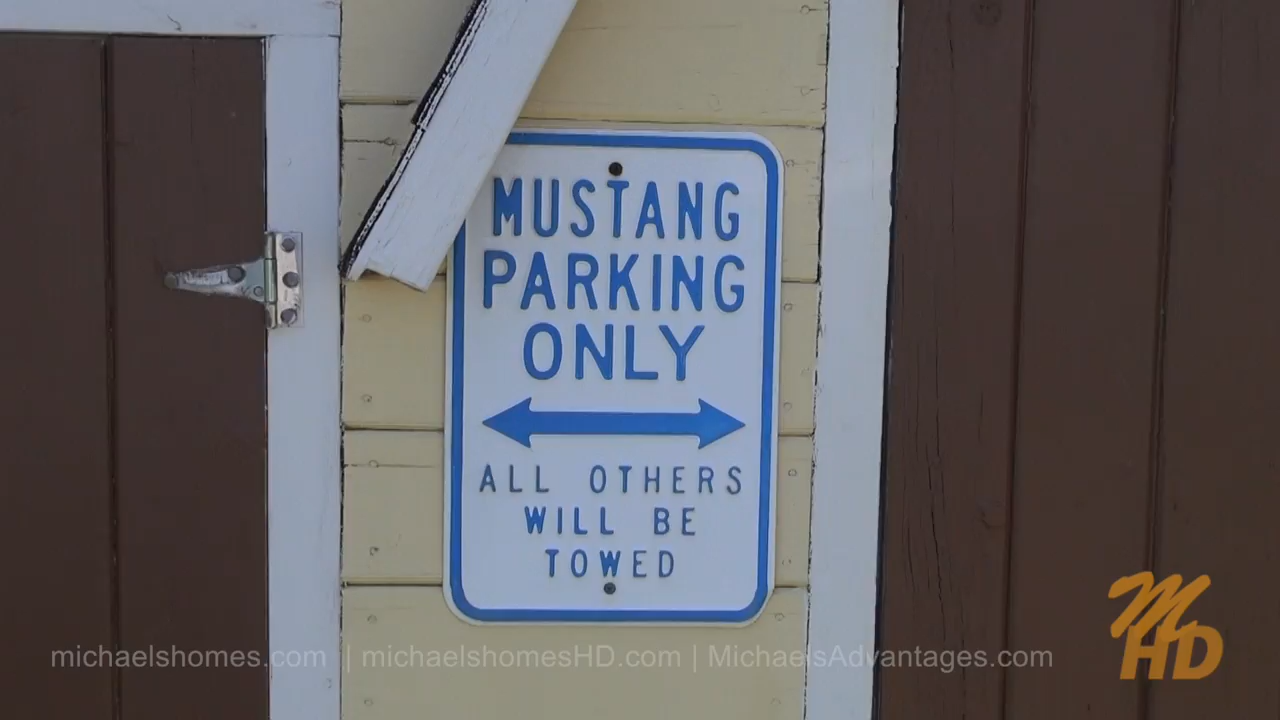 MUSTANG
PARKING
ONLY
ALL OTHERS
WILL BE
TOWED
michaelshomes.com | michaelshomesHD.com | MichaelsAdvantages.com
MHD